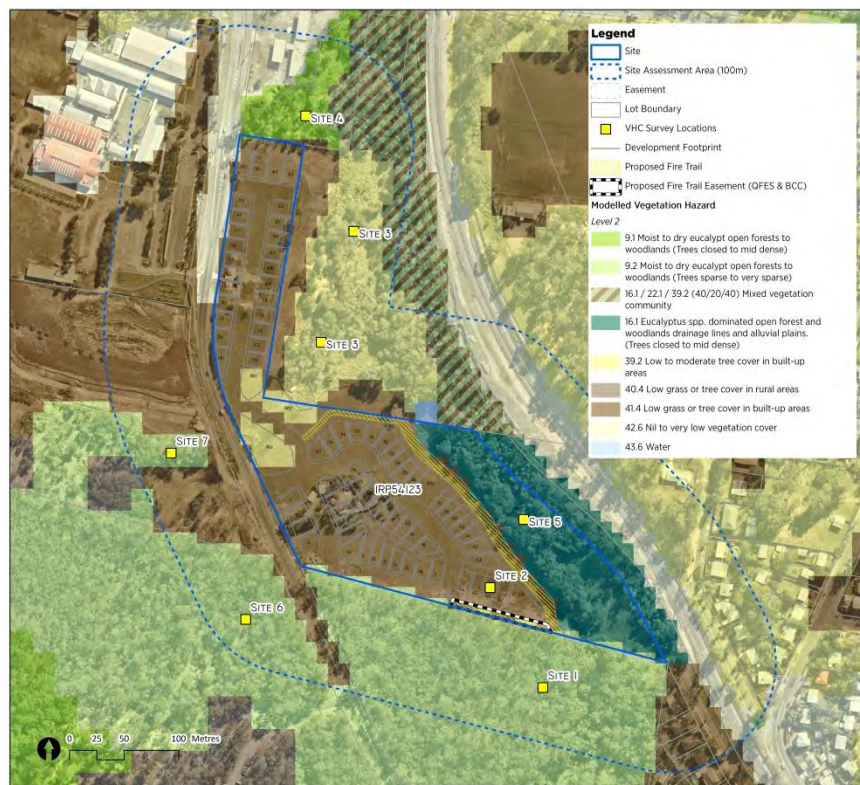 Legend
Site
Site Assessment Area (100m)
Easement
Lot Boundary
VHC Survey Locations
Development Footprint
Proposed Fire Trail
Proposed Fire Trail Easement (QFES & BCC)
Modelled Vegetation Hazard
Level 2
9.1 Moist to dry eucalypt open forests to
woodlands (Trees closed to mid dense)
9.2 Moist to dry eucalypt open forests to
woodlands (Trees sparse to very sparse)
16.1 / 22.1 / 39.2 (40/20/40) Mixed vegetation
community
16.1 Eucalyptus spp. dominated open forest and
woodlands drainage lines and alluvial plains.
(Trees closed to mid dense)
39.2 Low to moderate tree cover in built-up
areas
40.4 Low grass or tree cover in rural areas
41.4 Low grass or tree cover in built-up areas
42.6 Nil to very low vegetation cover
43.6 Water
SITE 4
SITE 3
SITE 3
SITE 7
1RP54123
SITE 5
SITE 2
SITE 6
SITE 1
0 25 50 100 Metres